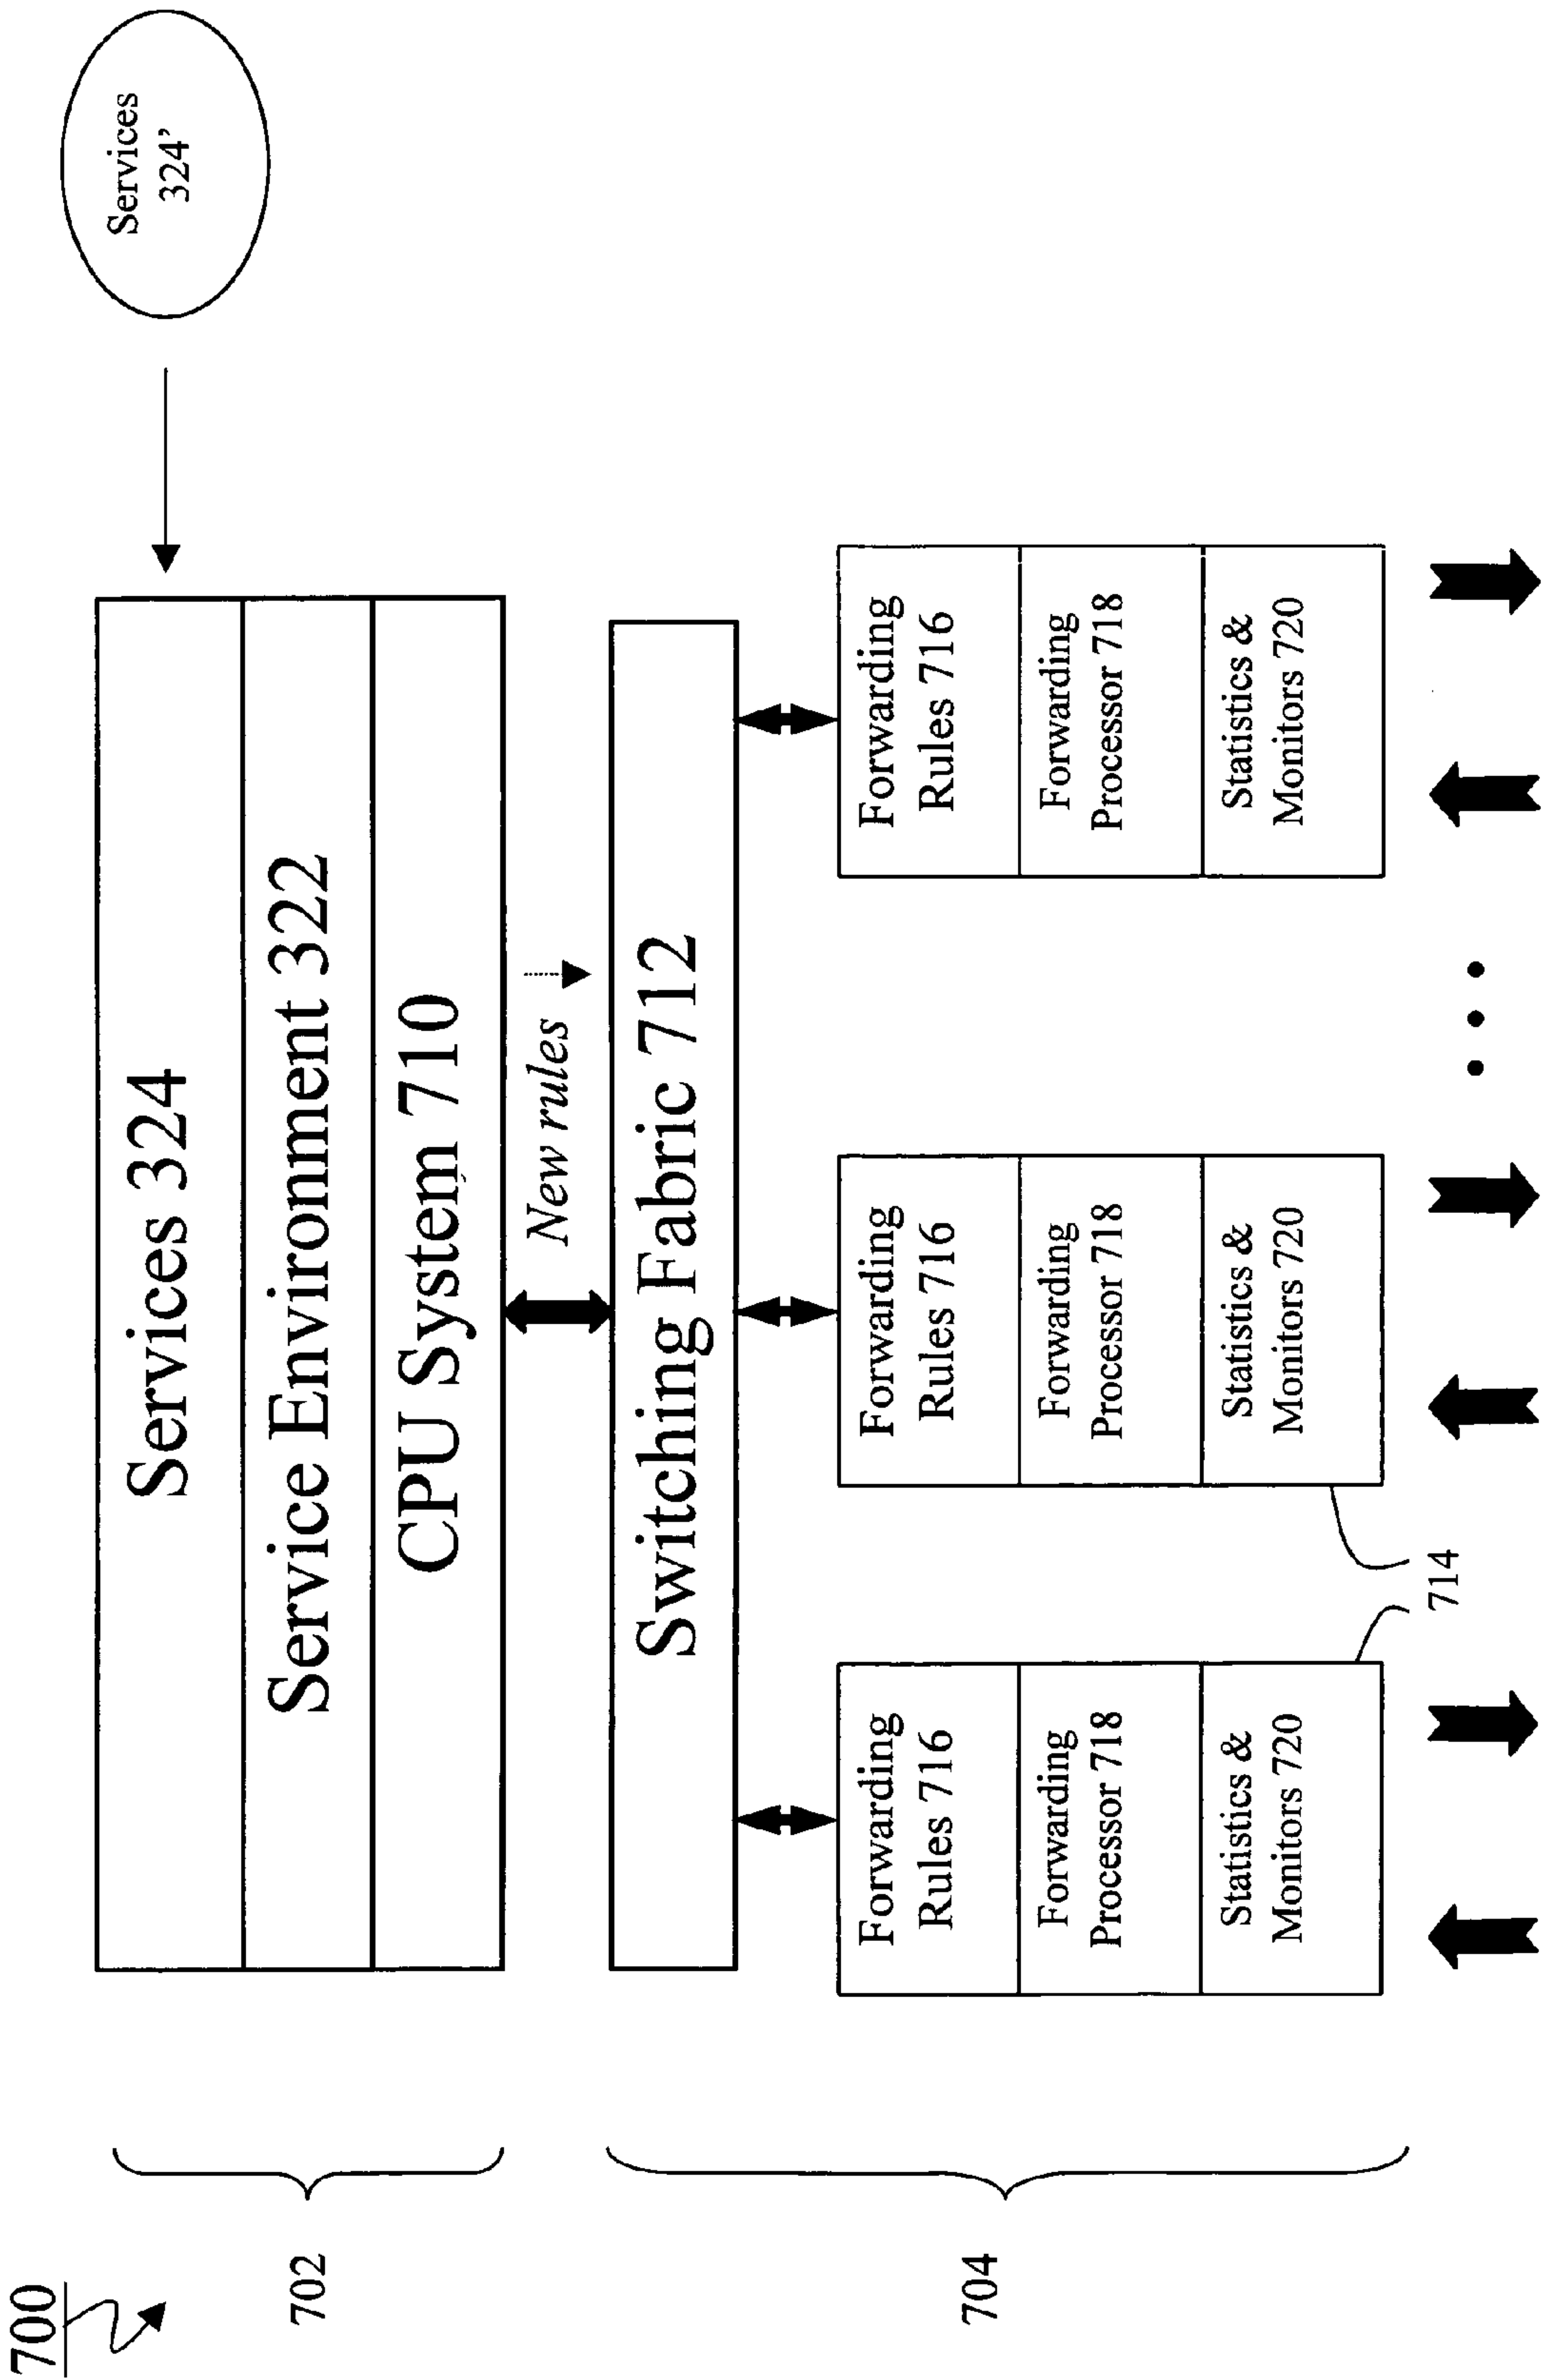 700
702
704
Services 324
Services
324'
Service Environment 322
CPU System 710
New rules
Switching Fabric 712
Forwarding
Rules 716
Forwarding
Processor 718
Statistics &
Monitors 720
Forwarding
Rules 716
Forwarding
Processor 718
Statistics &
Monitors 720
Forwarding
Rules 716
Forwarding
Processor 718
Statistics &
Monitors 720
714